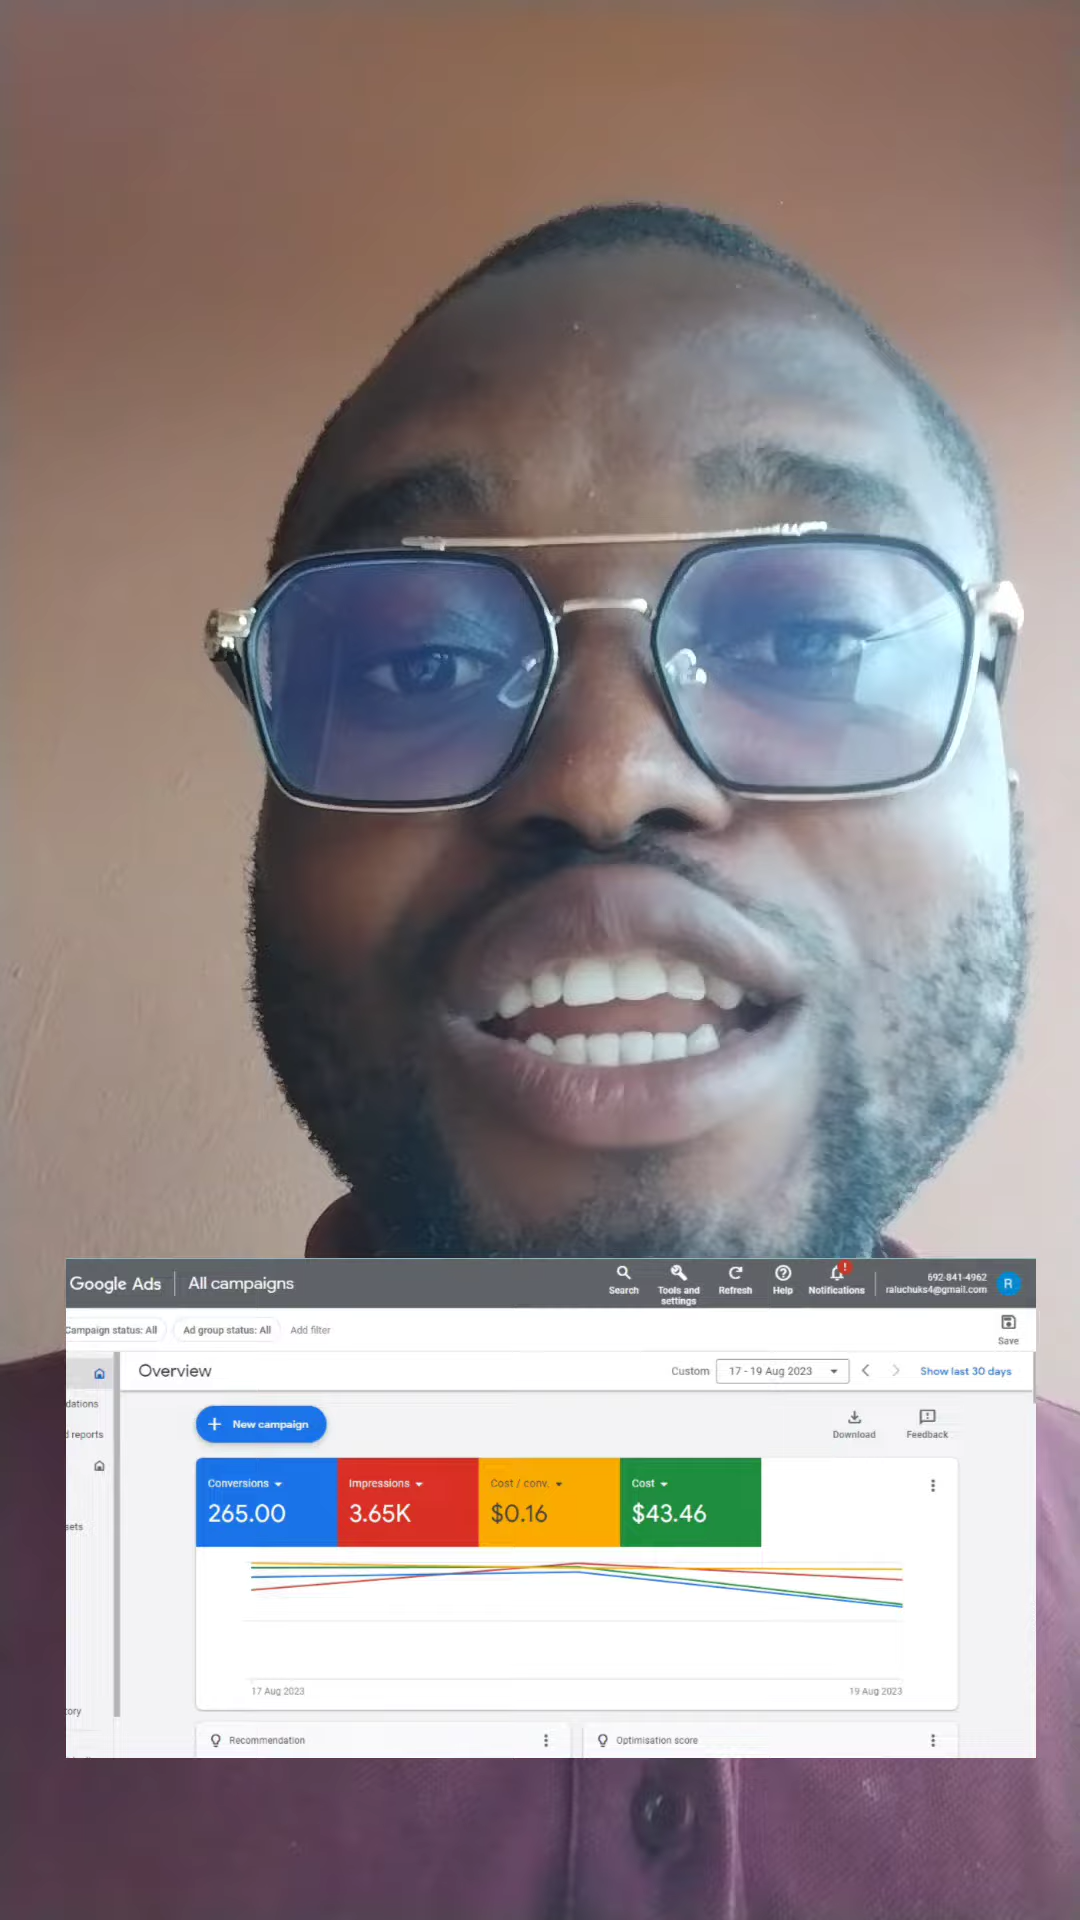 Google Ads All campaigns
Search
Tools and
settings
Refresh
Help
Notifications
!
692-841-4962
raluchuks4@gmail.com
R
Campaign status: All
Ad group status: All
Add filter
Save
Overview
Custom
17 - 19 Aug 2023
Show last 30 days
dations
d reports
sets
tory
+ New campaign
Download
Feedback
Conversions
265.00
Impressions
3.65K
Cost / conv.
$0.16
Cost
$43.46
17 Aug 2023
19 Aug 2023
Recommendation
Optimisation score